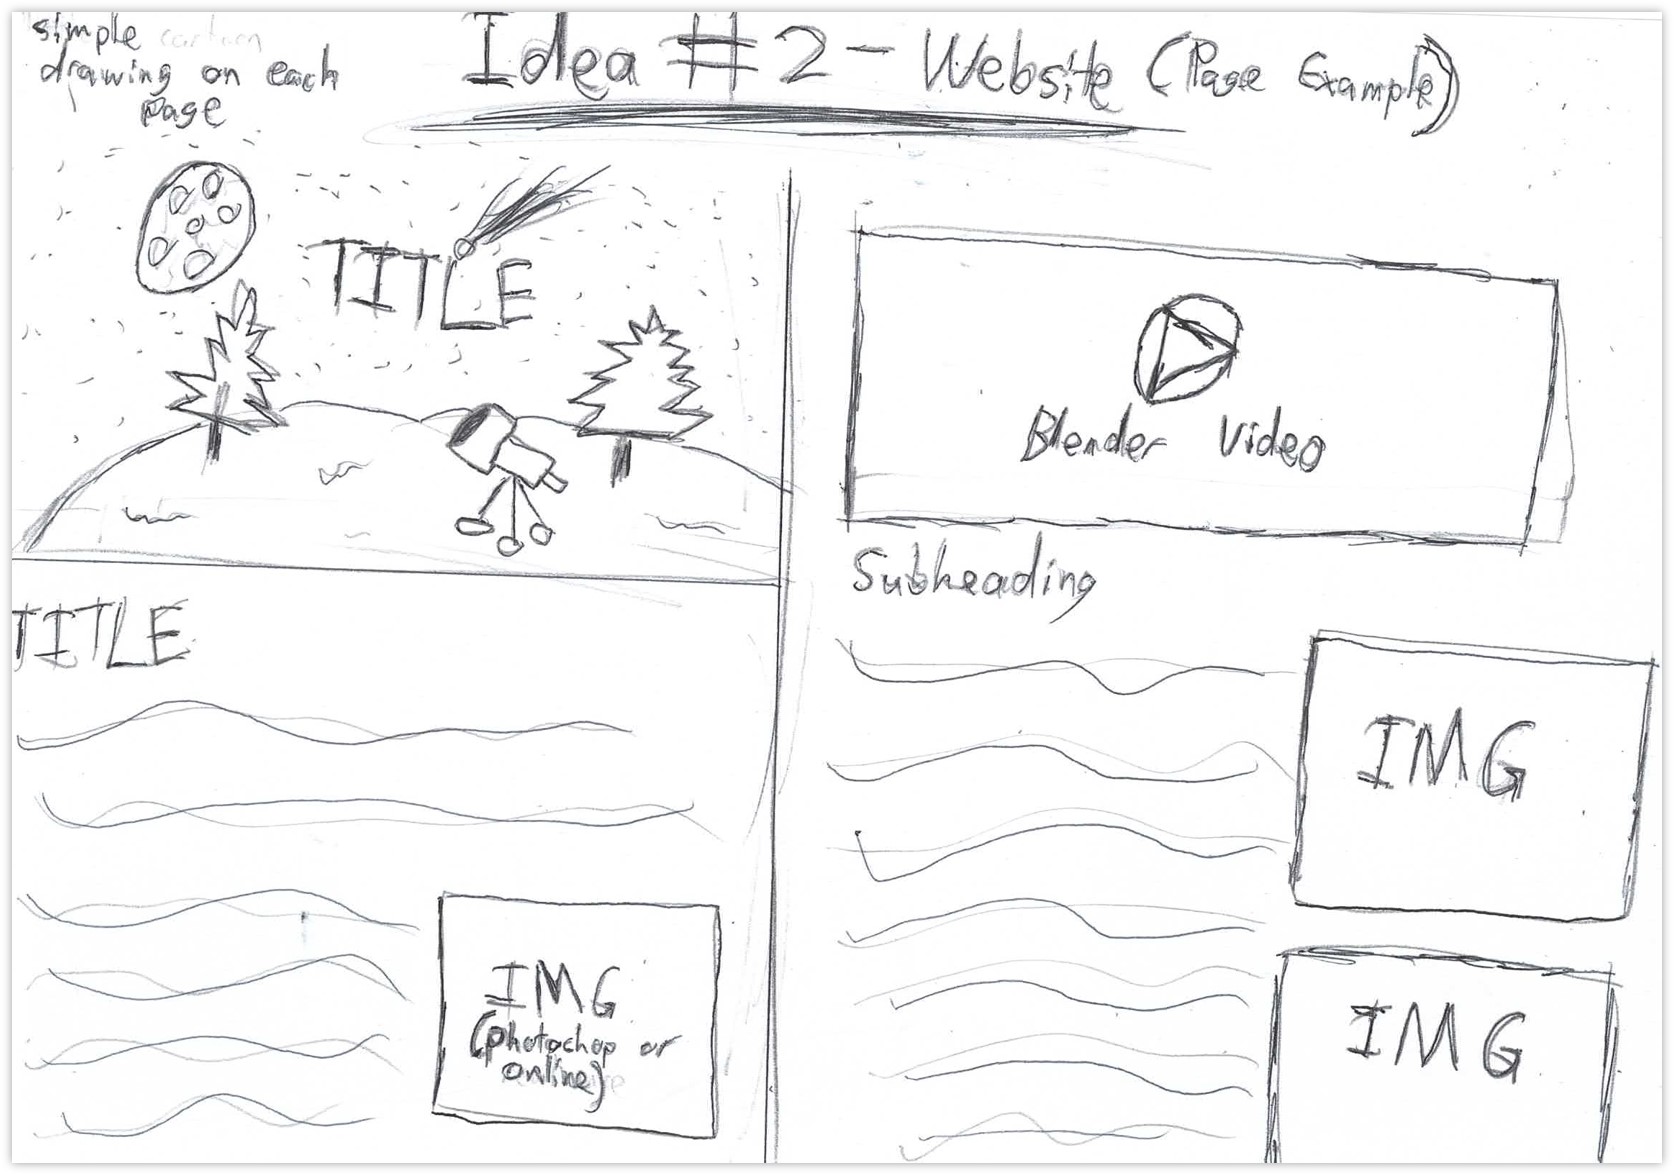 simple cartoon
drawing on each
page
Idea # 2 - Website (Page Example)
TITLE
TITLE
IMG
(photoshop or
online)
Blender Video
Subheading
IMG
IMG